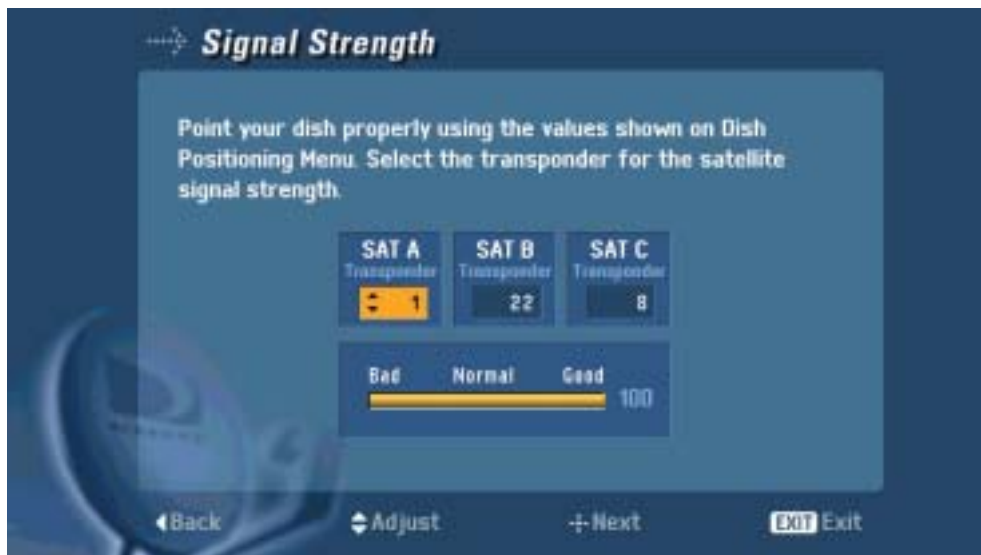 Signal Strength
Point your dish properly using the values shown on Dish
Positioning Menu. Select the transponder for the satellite
signal strength.
SAT A SAT B SAT C
Transponder Transponder Transponder
1 22 8
Bad Normal Good
100
Back Adjust Next EXIT Exit